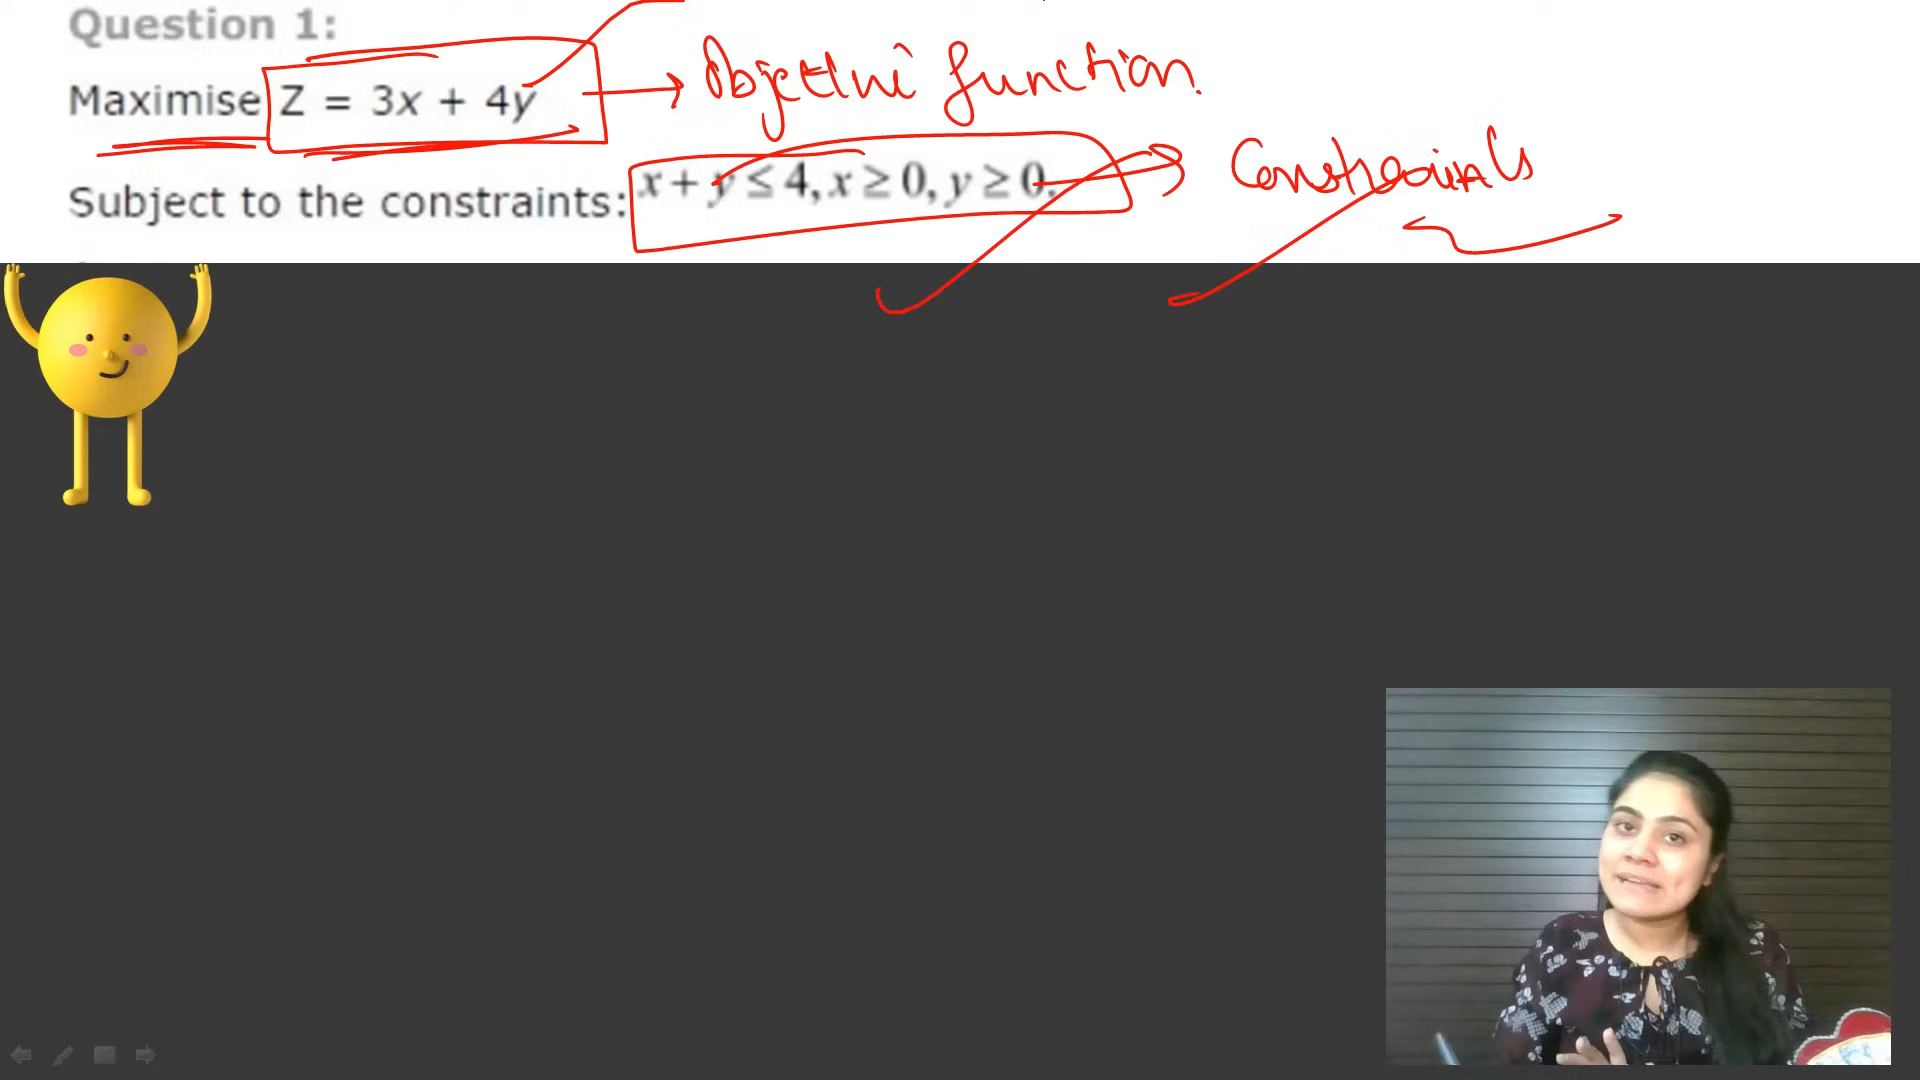 Question 1:
Maximise Z = 3x + 4y → Objective function.
Subject to the constraints: x + y ≤ 4, x ≥ 0, y ≥ 0. → Constraints